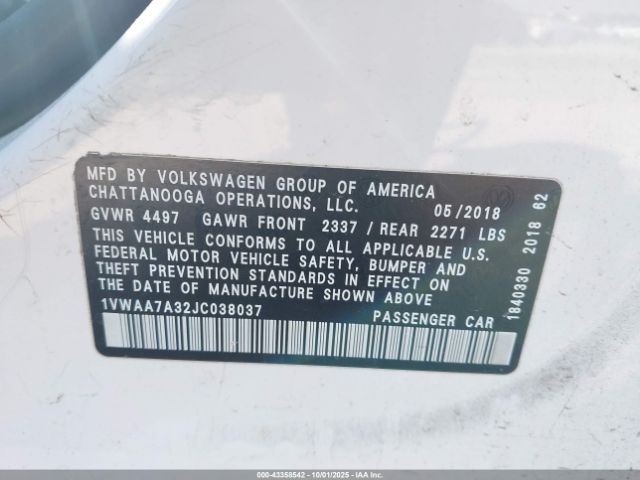 MFD BY VOLKSWAGEN GROUP OF AMERICA
CHATTANOOGA OPERATIONS, LLC. 05/2018
GVWR 4497 GAWR FRONT 2337 / REAR 2271 LBS
THIS VEHICLE CONFORMS TO ALL APPLICABLE U.S.
FEDERAL MOTOR VEHICLE SAFETY, BUMPER AND
THEFT PREVENTION STANDARDS IN EFFECT ON
THE DATE OF MANUFACTURE SHOWN ABOVE
1VWAA7A32JC038037 PASSENGER CAR
1840330 2018 62
000-43358542 • 10/01/2025 • IAA Inc.